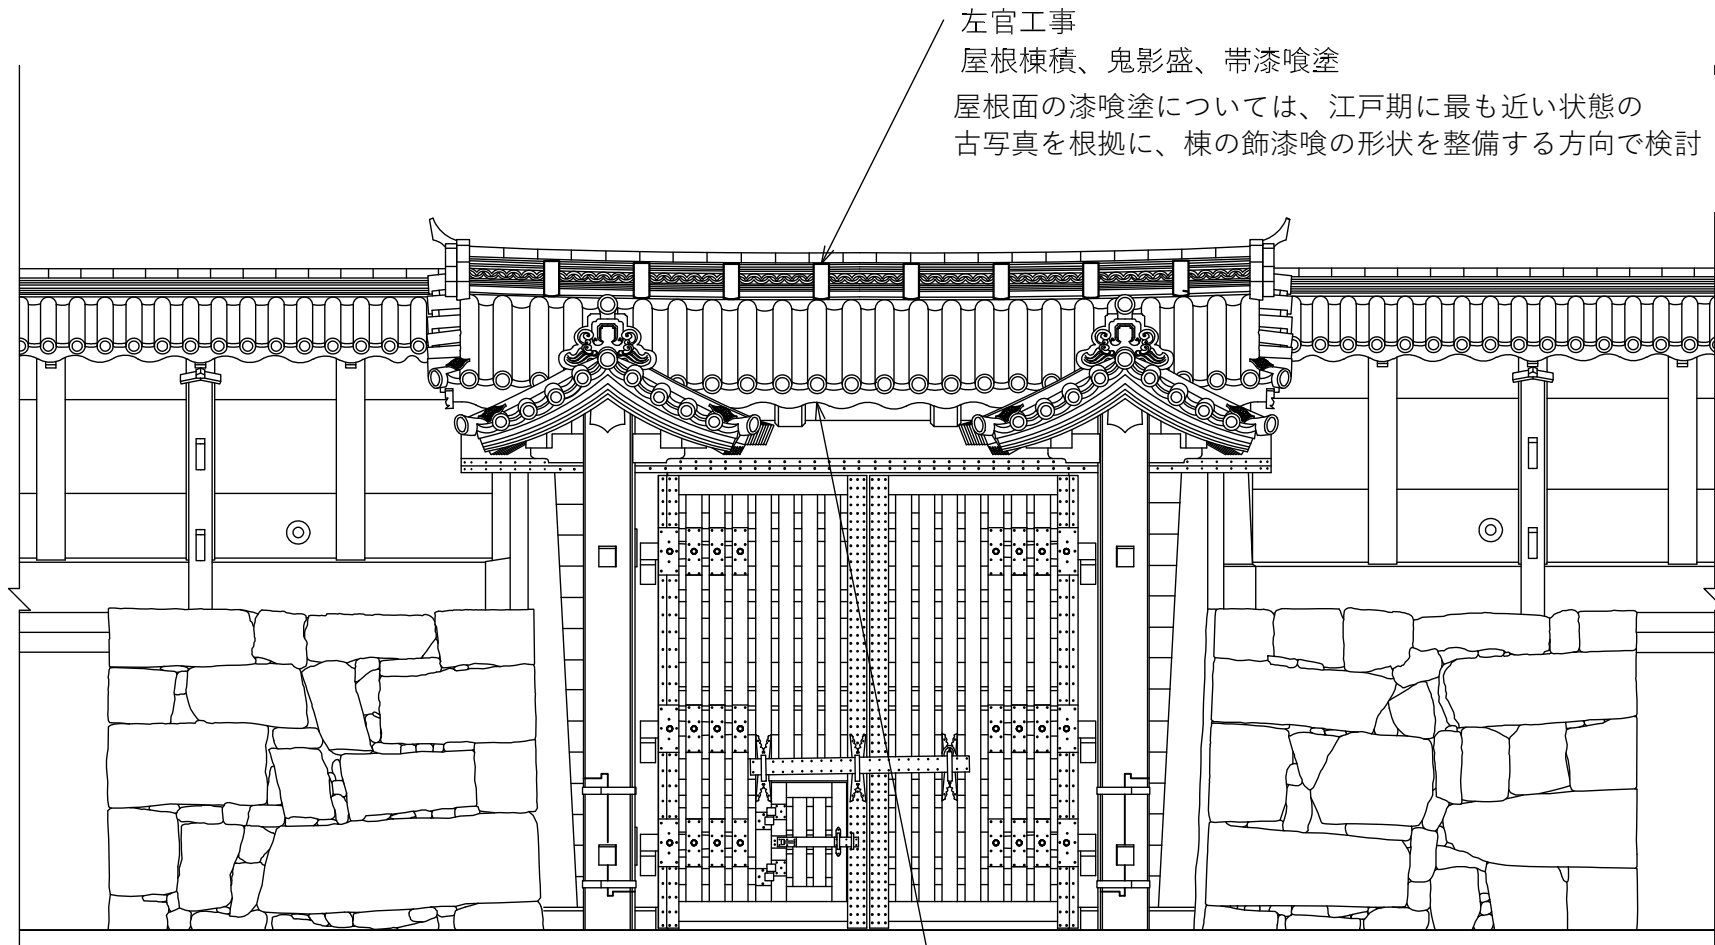 左官工事
屋根棟積、鬼影盛、帯漆喰塗
屋根面の漆喰塗については、江戸期に最も近い状態の
古写真を根拠に、棟の飾漆喰の形状を整備する方向で検討